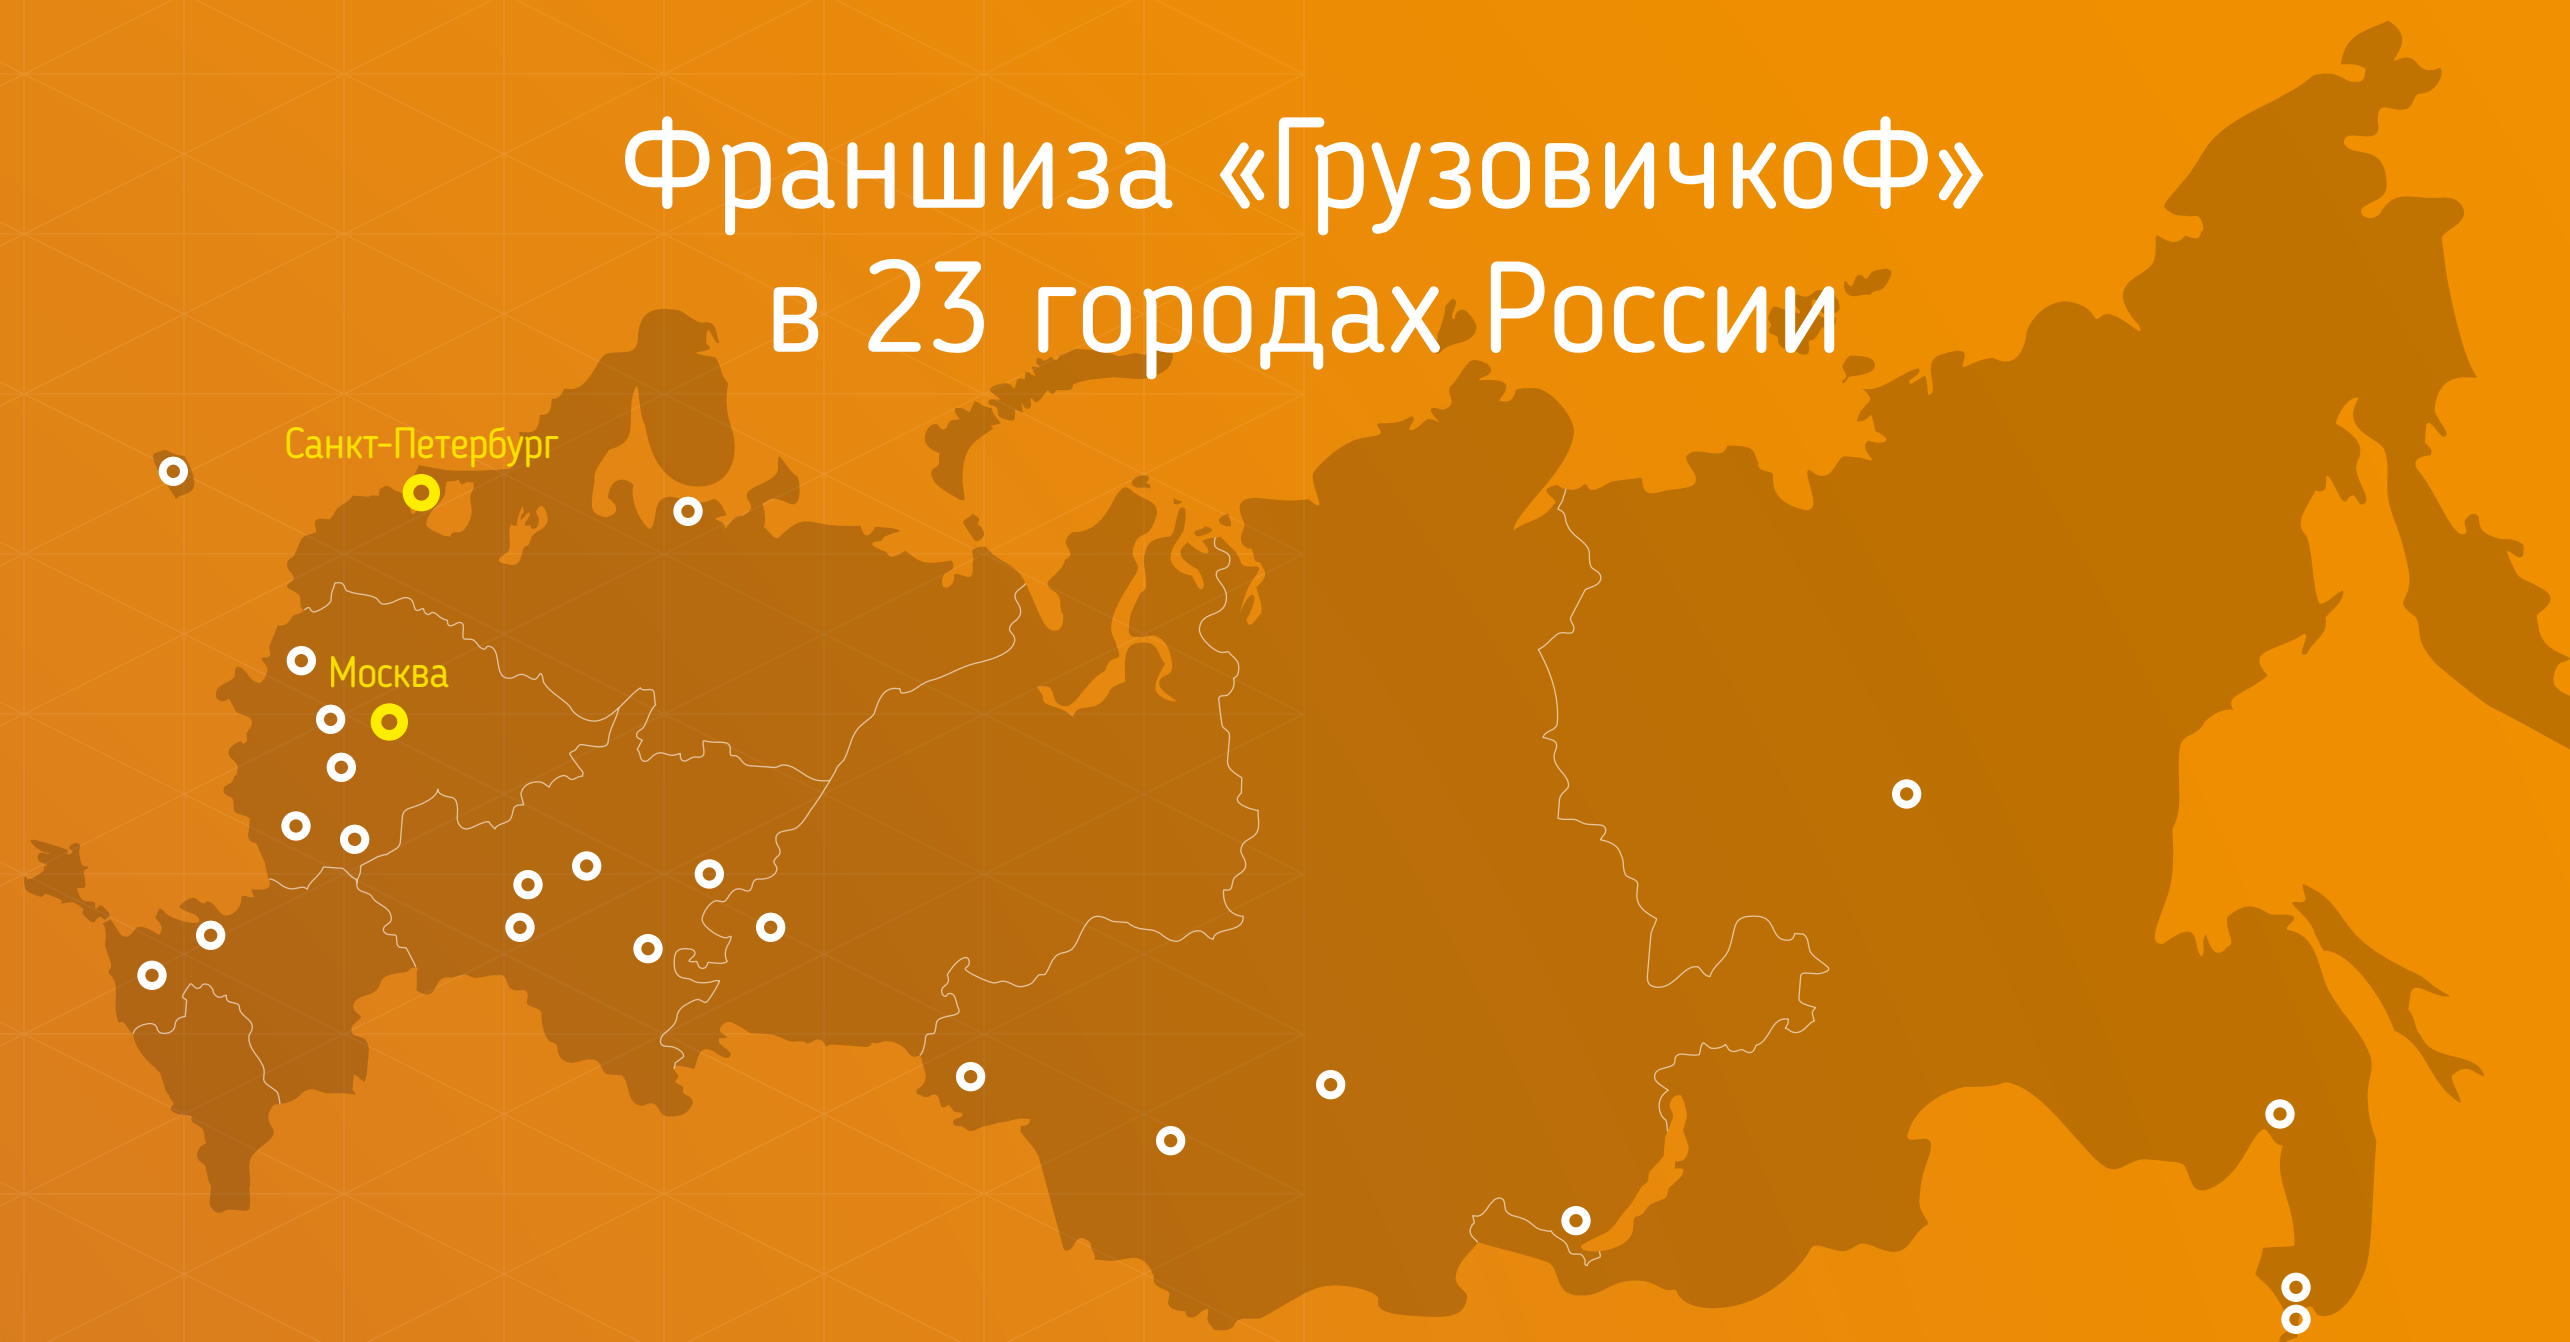 Франшиза «ГрузовичкоФ»
в 23 городах России
Санкт-Петербург
Москва